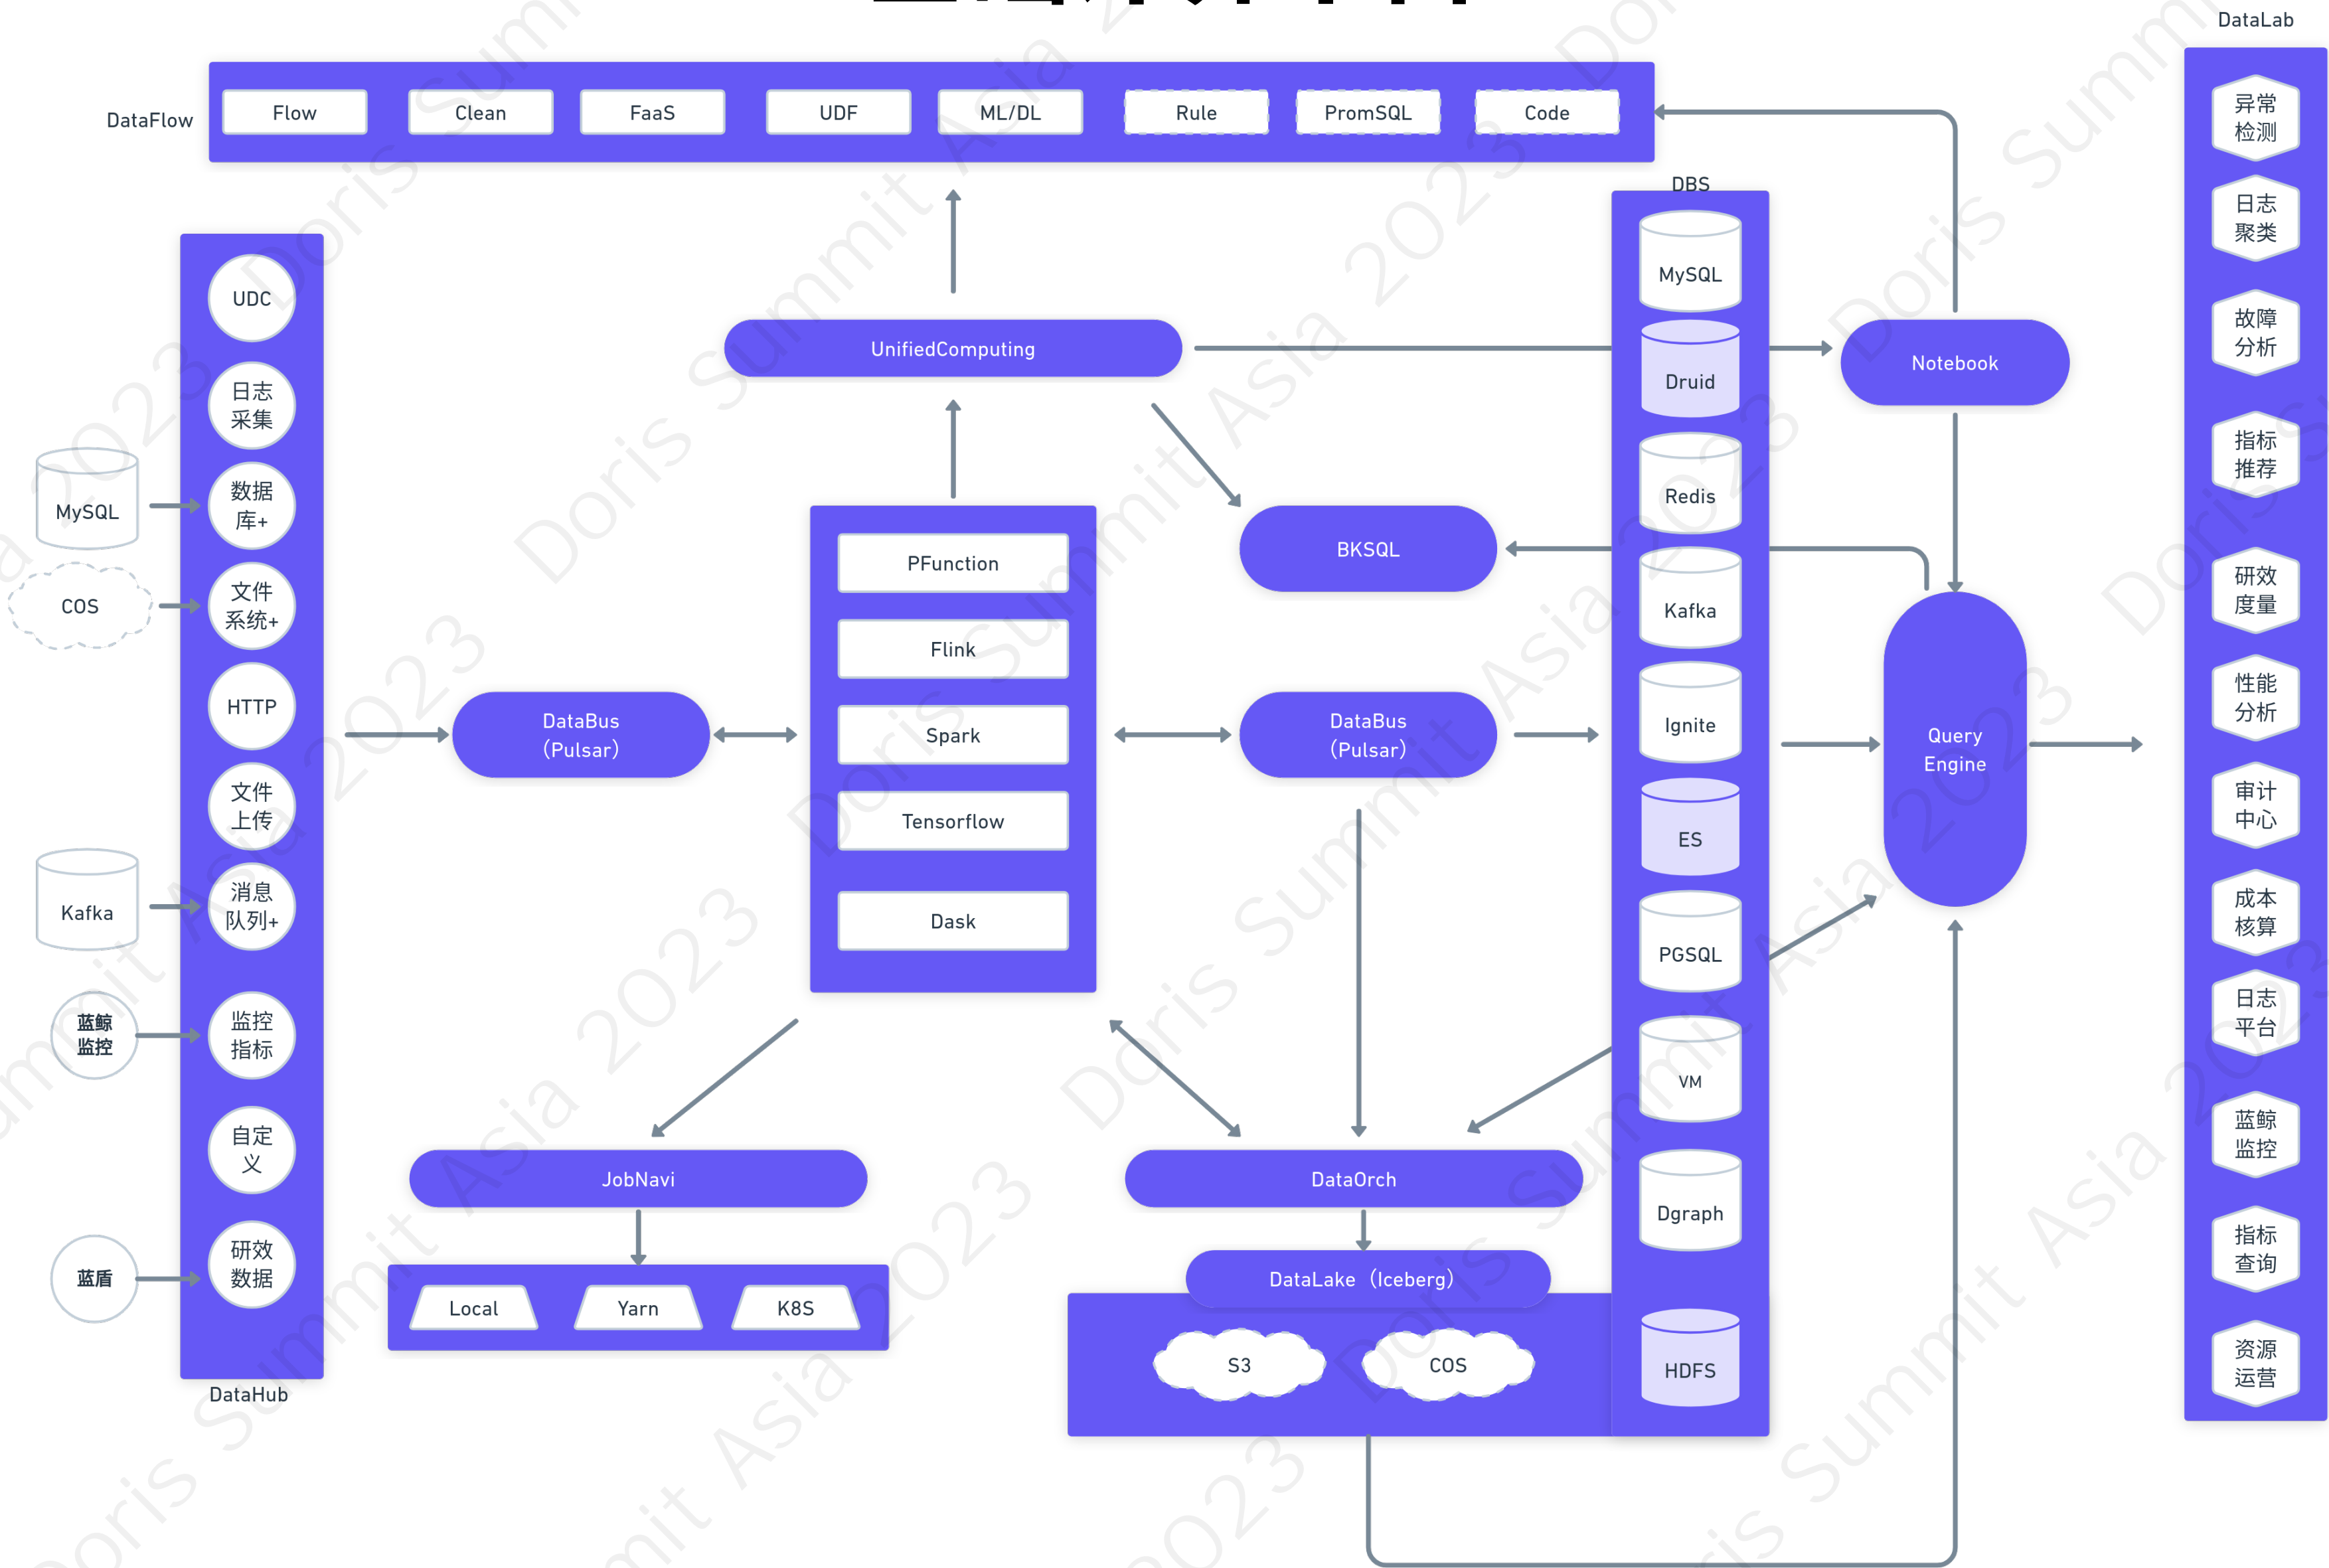 DataLab
DataFlow
Flow
Clean
FaaS
UDF
ML/DL
Rule
PromSQL
Code
DBS
UDC
日志
采集
数据
库+
文件
系统+
HTTP
文件
上传
消息
队列+
监控
指标
自定
义
研效
数据
DataHub
MySQL
COS
Kafka
蓝鲸
监控
蓝盾
DataBus
（Pulsar）
UnifiedComputing
PFunction
Flink
Spark
Tensorflow
Dask
JobNavi
Local
Yarn
K8S
BKSQL
DataBus
（Pulsar）
DataOrch
DataLake（Iceberg）
S3
COS
MySQL
Druid
Redis
Kafka
Ignite
ES
PGSQL
VM
Dgraph
HDFS
Notebook
Query
Engine
异常
检测
日志
聚类
故障
分析
指标
推荐
研效
度量
性能
分析
审计
中心
成本
核算
日志
平台
蓝鲸
监控
指标
查询
资源
运营
Doris Summit Asia 2023